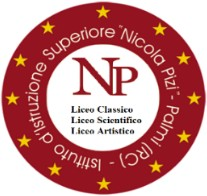 Istituto d'Istruzione Superiore "Nicola Pizi" - Palmi (RC) -
NP
Liceo Classico
Liceo Scientifico
Liceo Artistico